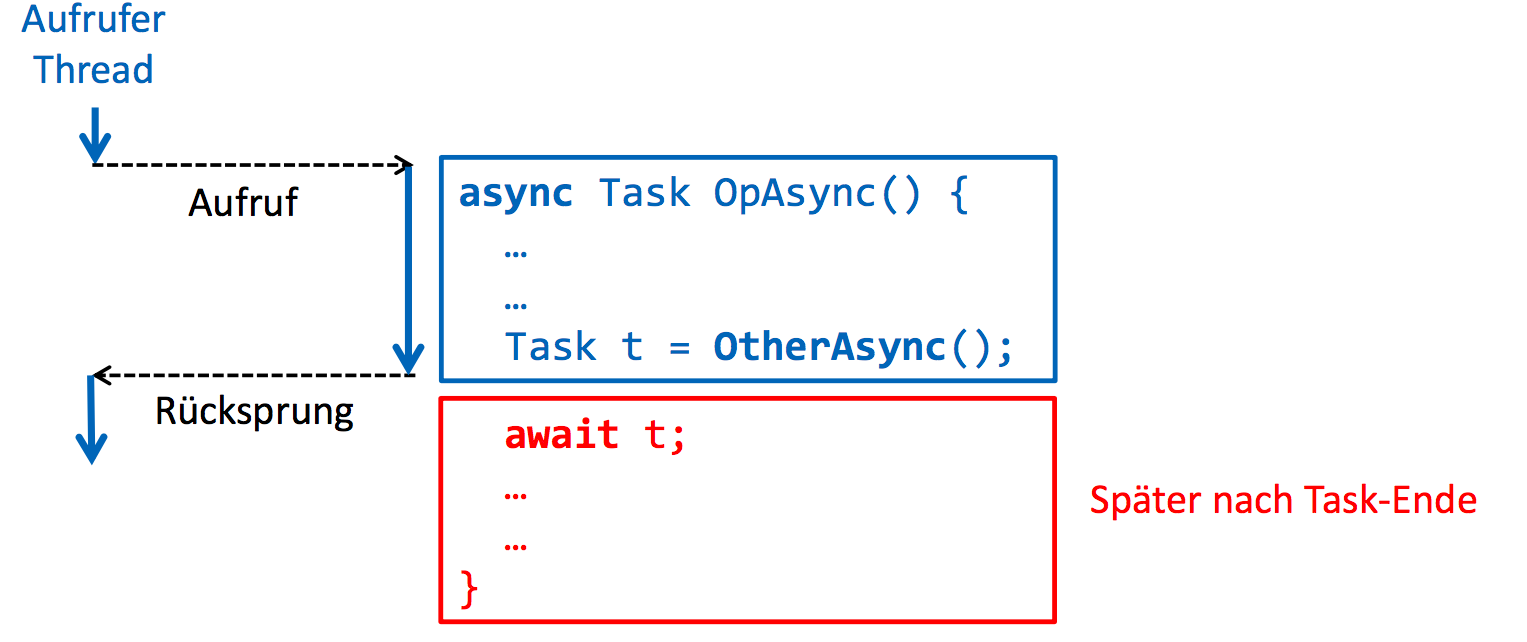 Aufrufer
Thread
Aufruf
async Task OpAsync() {
…
…
Task t = OtherAsync();
Rücksprung
await t;
…
…
}
Später nach Task-Ende